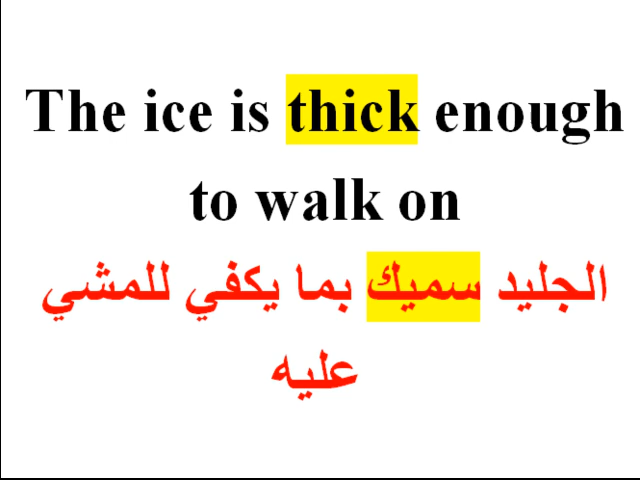 The ice is thick enough
to walk on
الجليد سميك بما يكفي للمشي
عليه